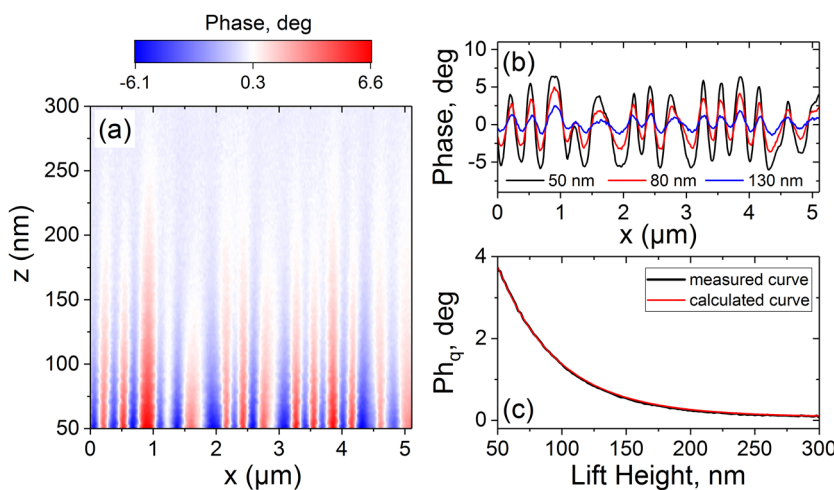 Phase, deg
-6.1 0.3 6.6
(a)
z (nm)
300
250
200
150
100
50
0 1 2 3 4 5
x (µm)
(b)
Phase, deg
10
5
0
-5
50 nm 80 nm 130 nm
0 1 2 3 4 5
x (µm)
measured curve
calculated curve
Phq, deg
4
2
0
(c)
50 100 150 200 250 300
Lift Height, nm